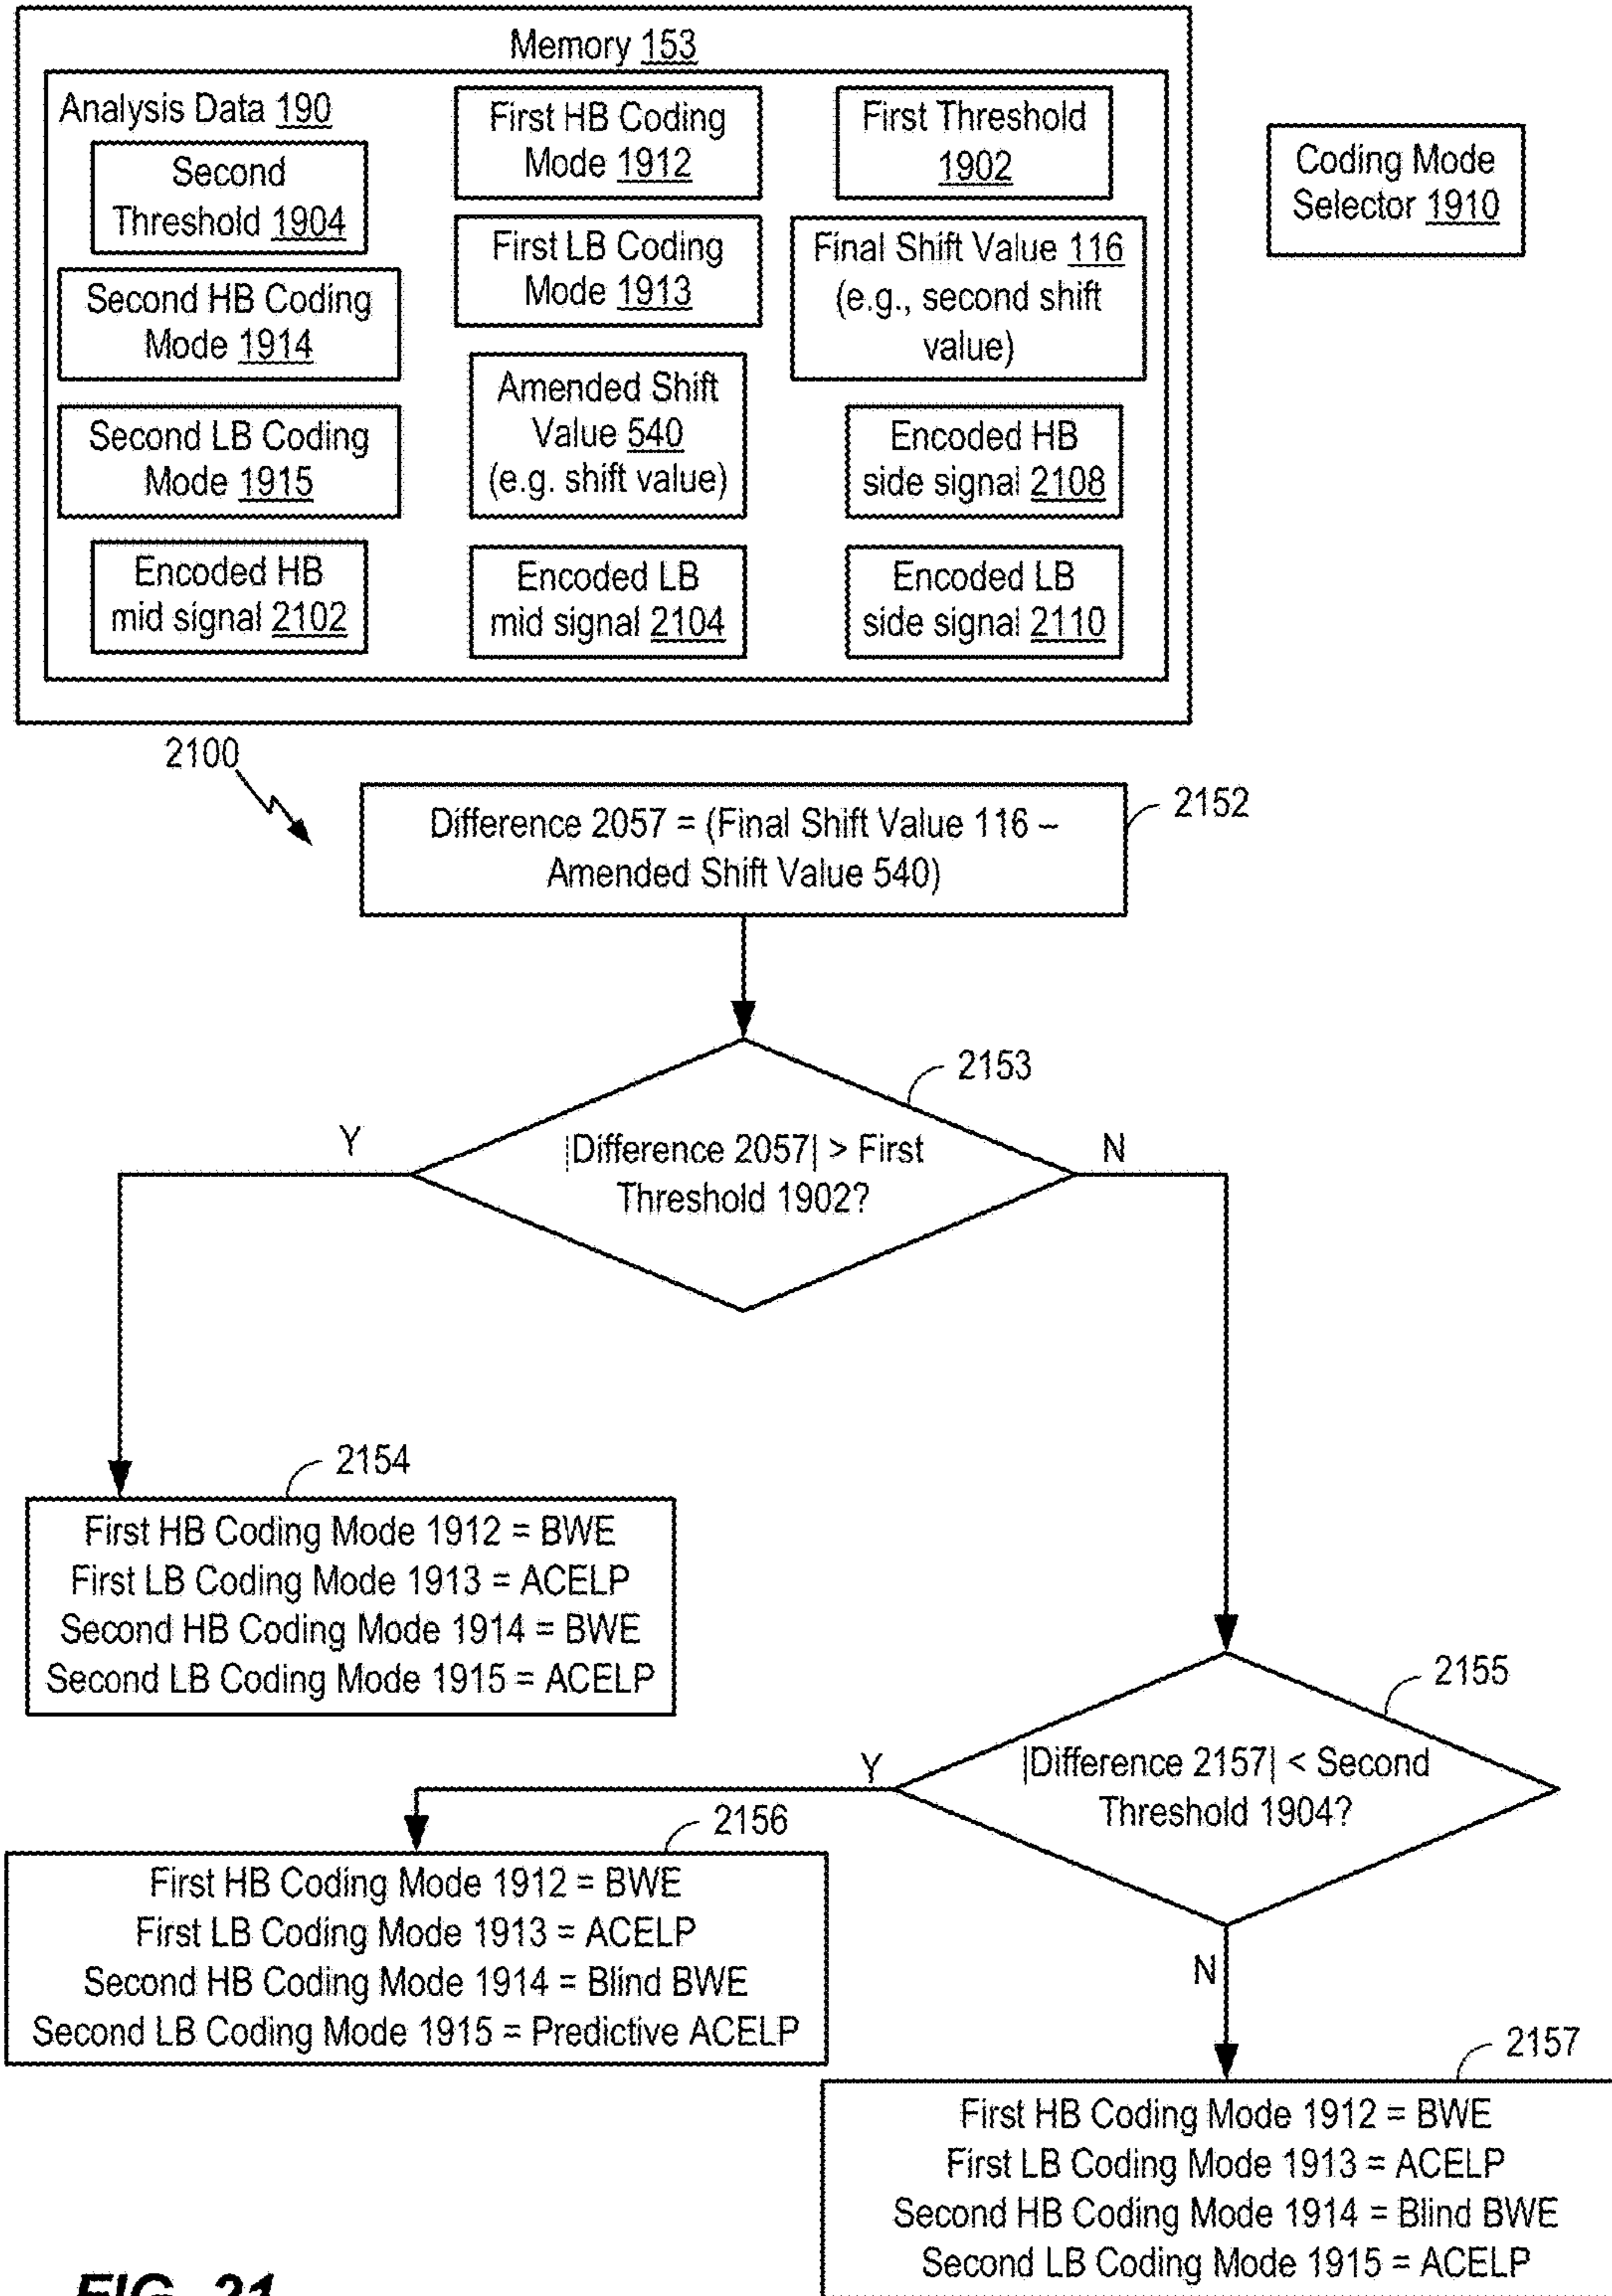 Memory 153
Analysis Data 190
Second
Threshold 1904
Second HB Coding
Mode 1914
Second LB Coding
Mode 1915
Encoded HB
mid signal 2102
First HB Coding
Mode 1912
First LB Coding
Mode 1913
Amended Shift
Value 540
(e.g. shift value)
Encoded LB
mid signal 2104
First Threshold
1902
Final Shift Value 116
(e.g., second shift
value)
Encoded HB
side signal 2108
Encoded LB
side signal 2110
Coding Mode
Selector 1910
2100
2152
Difference 2057 = (Final Shift Value 116 –
Amended Shift Value 540)
2153
|Difference 2057| > First
Threshold 1902?
Y
N
2154
First HB Coding Mode 1912 = BWE
First LB Coding Mode 1913 = ACELP
Second HB Coding Mode 1914 = BWE
Second LB Coding Mode 1915 = ACELP
2155
|Difference 2157| < Second
Threshold 1904?
Y
N
2156
First HB Coding Mode 1912 = BWE
First LB Coding Mode 1913 = ACELP
Second HB Coding Mode 1914 = Blind BWE
Second LB Coding Mode 1915 = Predictive ACELP
2157
First HB Coding Mode 1912 = BWE
First LB Coding Mode 1913 = ACELP
Second HB Coding Mode 1914 = Blind BWE
Second LB Coding Mode 1915 = ACELP
FIG. 21